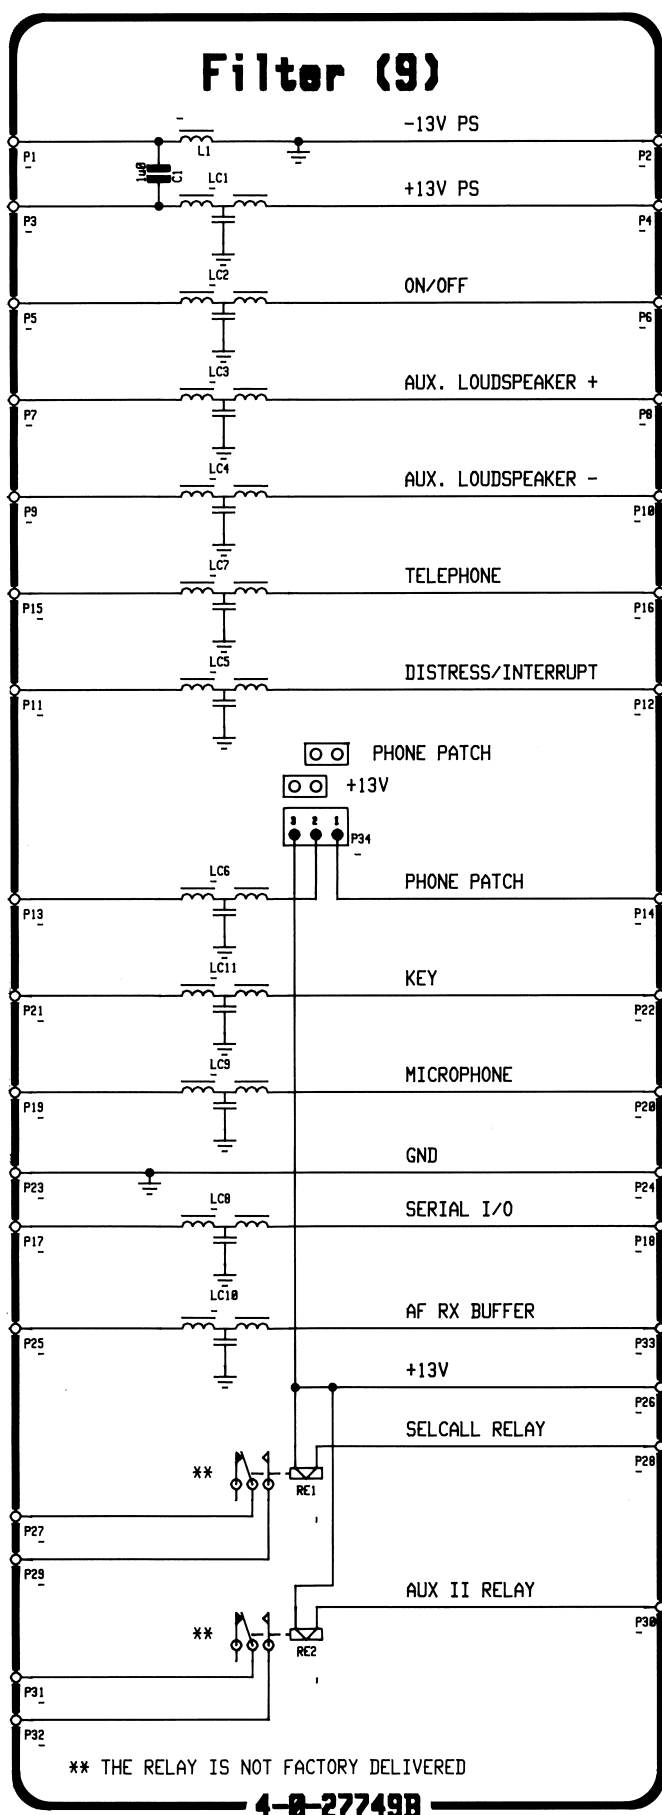 Filter (9)
-13V PS
P1 L1 P2
1u0 C1
LC1 +13V PS
P3 P4
LC2 ON/OFF
P5 P6
LC3 AUX. LOUDSPEAKER +
P7 P8
LC4 AUX. LOUDSPEAKER -
P9 P10
LC7 TELEPHONE
P15 P16
LC5 DISTRESS/INTERRUPT
P11 P12
PHONE PATCH
+13V
3 2 1
P34
LC6 PHONE PATCH
P13 P14
LC11 KEY
P21 P22
LC9 MICROPHONE
P19 P20
GND
P23 P24
LC8 SERIAL I/O
P17 P18
LC10 AF RX BUFFER
P25 P33
+13V
P26
SELCALL RELAY
** P28
RE1
P27
P29
AUX II RELAY
** P30
RE2
P31
P32
** THE RELAY IS NOT FACTORY DELIVERED
4-0-27749B